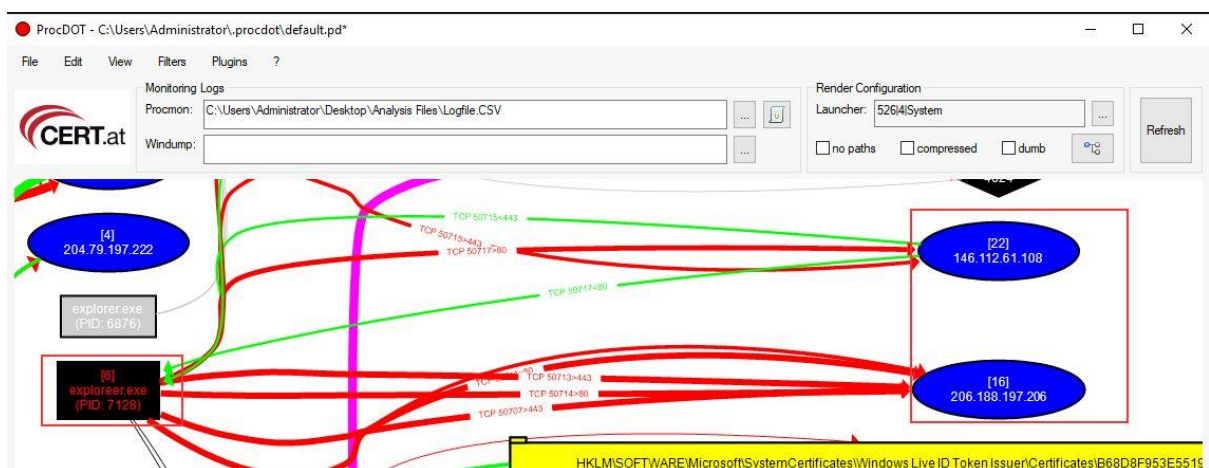 ProcDOT - C:\Users\Administrator\.procdot\default.pd*
File Edit View Filters Plugins ?
Monitoring Logs
Render Configuration
Procmon: C:\Users\Administrator\Desktop\Analysis Files\Logfile.CSV ...
Launcher: 526|4|System ...
Refresh
CERT.at
Windump: ...
no paths compressed dumb
TCP 50715<443
[4]
204.79.197.222
TCP 50715>443
TCP 50717>80
[22]
146.112.61.108
TCP 50717<80
explorer.exe
(PID: 6876)
[6]
explorerer.exe
(PID: 7128)
TCP 50713>443
TCP 50714>80
TCP 50707>443
[16]
206.188.197.206
HKLM\SOFTWARE\Microsoft\SystemCertificates\Windows Live ID Token Issuer\Certificates\B68D8F953E5519